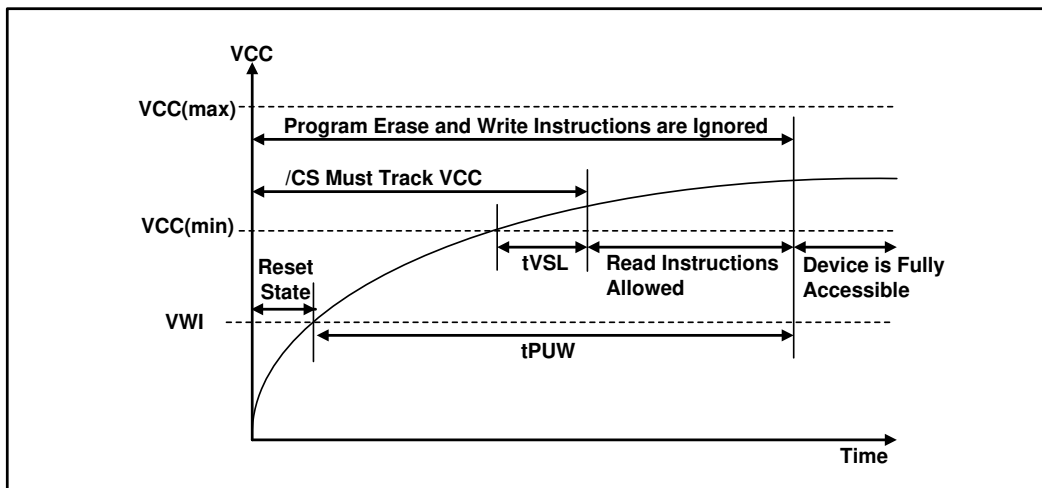 VCC
VCC(max)
Program Erase and Write Instructions are Ignored
/CS Must Track VCC
VCC(min)
tVSL
Read Instructions
Allowed
Device is Fully
Accessible
Reset
State
VWI
tPUW
Time